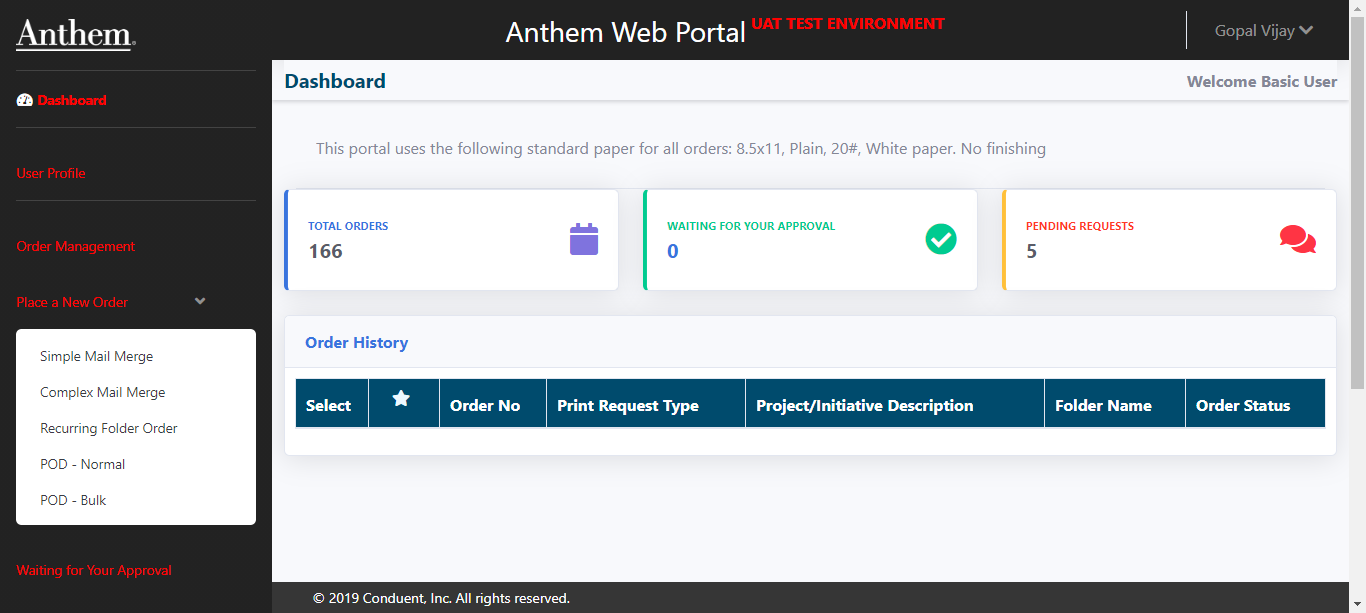 Anthem®
Anthem Web Portal UAT TEST ENVIRONMENT
Gopal Vijay
Dashboard
User Profile
Order Management
Place a New Order
Simple Mail Merge
Complex Mail Merge
Recurring Folder Order
POD - Normal
POD - Bulk
Waiting for Your Approval
Dashboard
Welcome Basic User
This portal uses the following standard paper for all orders: 8.5x11, Plain, 20#, White paper. No finishing
TOTAL ORDERS
166
WAITING FOR YOUR APPROVAL
0
PENDING REQUESTS
5
Order History
Select ★ Order No Print Request Type Project/Initiative Description Folder Name Order Status
© 2019 Conduent, Inc. All rights reserved.